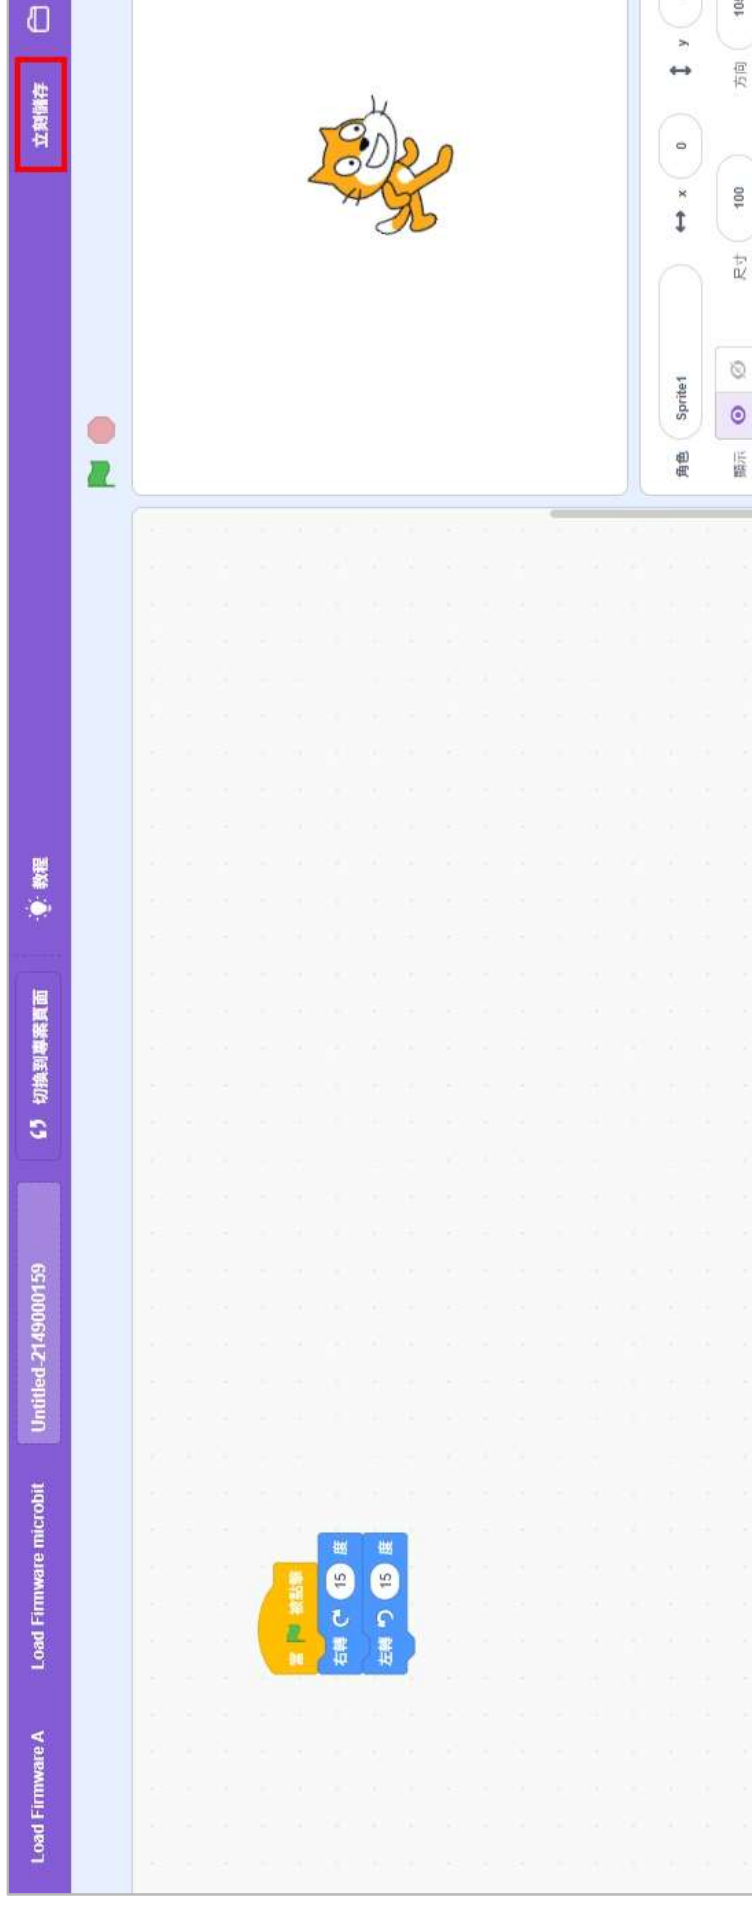 Load Firmware A
Load Firmware microbit
Untitled-2149000159
切換到專案頁面
教程
立刻儲存
當 被點擊
右轉 15 度
左轉 15 度
角色 Sprite1 x 0 y
顯示 尺寸 100 方向